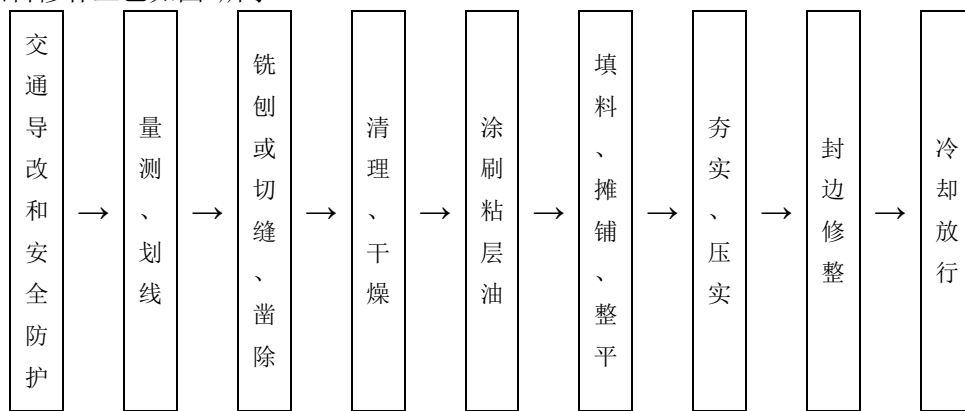 交通导改和安全防护
→
量测、划线
→
铣刨或切缝、凿除
→
清理、干燥
→
涂刷粘层油
→
填料、摊铺、整平
→
夯实、压实
→
封边修整
→
冷却放行